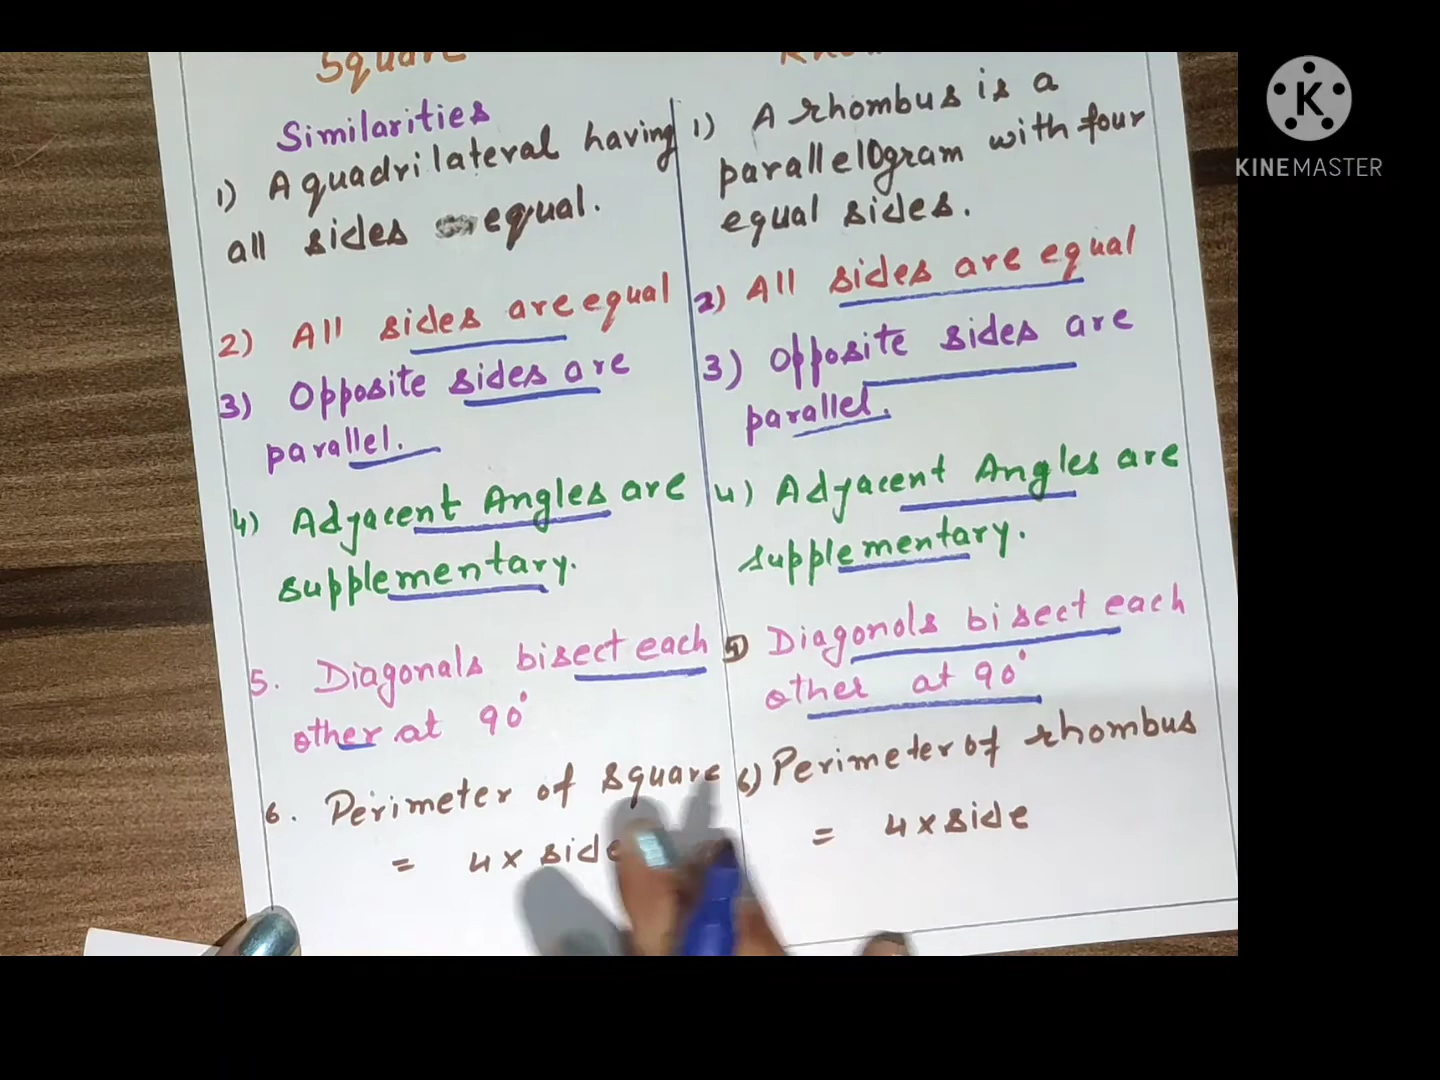 Square
Similarities
1) A quadrilateral having
all sides equal.
2) All sides are equal
3) Opposite sides are
parallel.
4) Adjacent Angles are
supplementary.
5. Diagonals bisect each
other at 90°
6. Perimeter of square
= 4 x side
1) A rhombus is a
parallelogram with four
equal sides.
2) All sides are equal
3) Opposite sides are
parallel.
4) Adjacent Angles are
supplementary.
5) Diagonols bisect each
other at 90°
6) Perimeter of rhombus
= 4 x side
K
KINEMASTER